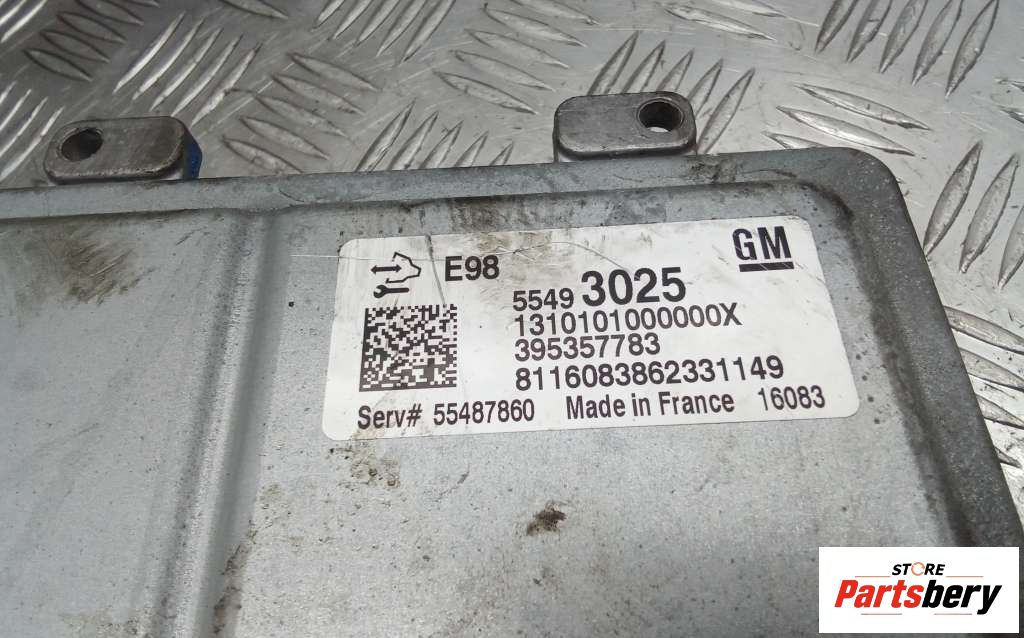 GM
E98
5549 3025
1310101000000X
395357783
8116083862331149
Serv# 55487860 Made in France 16083
STORE
Partsbery